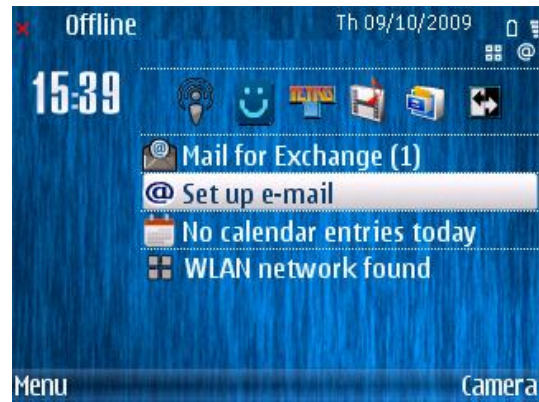 Offline
Th 09/10/2009
@
15:39
TETRIS
@ Mail for Exchange (1)
@ Set up e-mail
No calendar entries today
WLAN network found
Menu
Camera